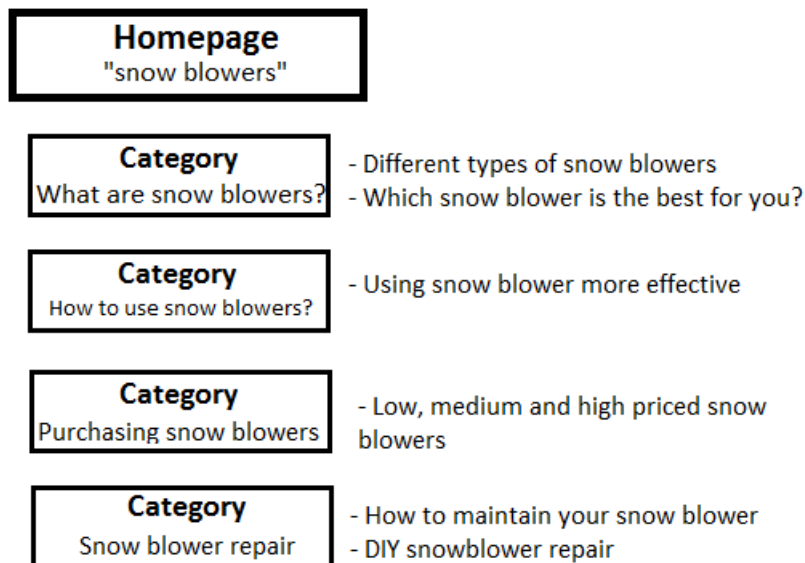 Homepage
"snow blowers"
Category
What are snow blowers?
- Different types of snow blowers
- Which snow blower is the best for you?
Category
How to use snow blowers?
- Using snow blower more effective
Category
Purchasing snow blowers
- Low, medium and high priced snow
blowers
Category
Snow blower repair
- How to maintain your snow blower
- DIY snowblower repair